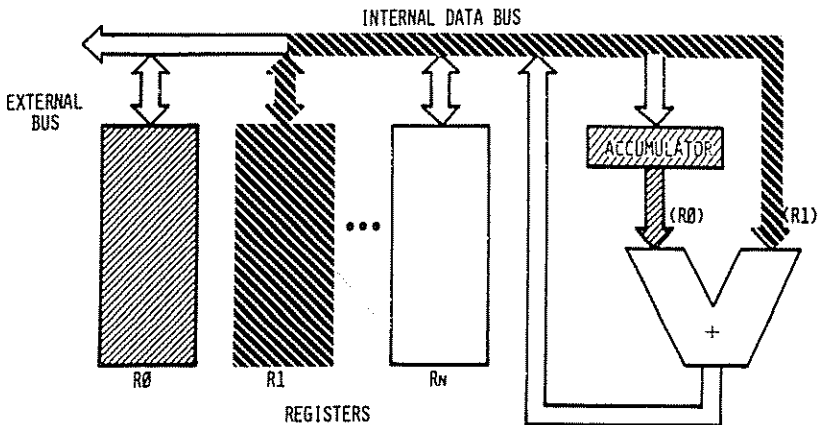 INTERNAL DATA BUS
EXTERNAL
BUS
ACCUMULATOR
(RØ)
(R1)
+
RØ
R1
RN
REGISTERS